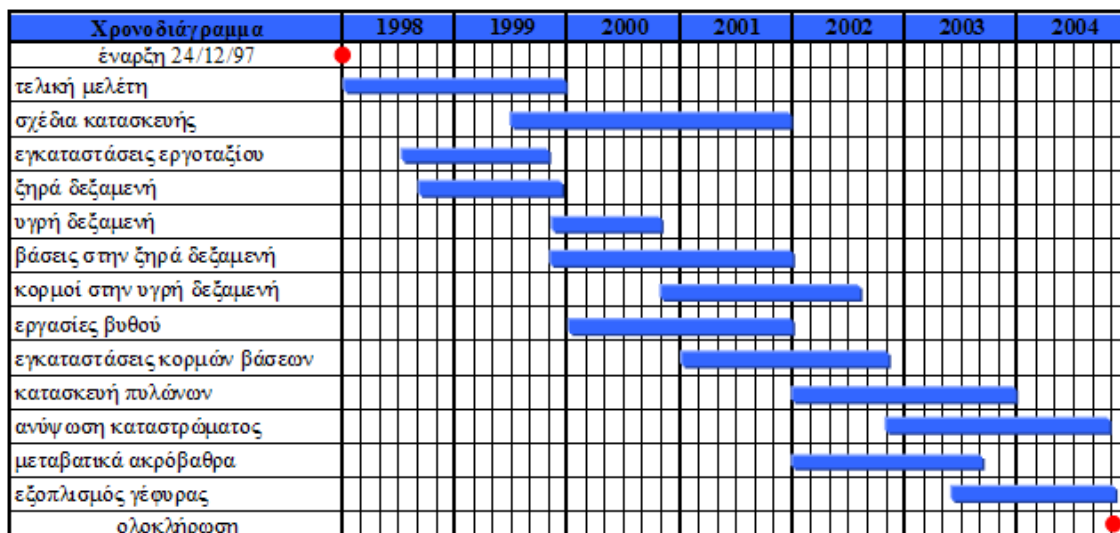 Χρονοδιάγραμμα 1998 1999 2000 2001 2002 2003 2004
έναρξη 24/12/97
τελική μελέτη
σχέδια κατασκευής
εγκαταστάσεις εργοταξίου
ξηρά δεξαμενή
υγρή δεξαμενή
βάσεις στην ξηρά δεξαμενή
κορμοί στην υγρή δεξαμενή
εργασίες βυθού
εγκαταστάσεις κορμών βάσεων
κατασκευή πυλώνων
ανύψωση καταστρώματος
μεταβατικά ακρόβαθρα
εξοπλισμός γέφυρας
ολοκλήρωση